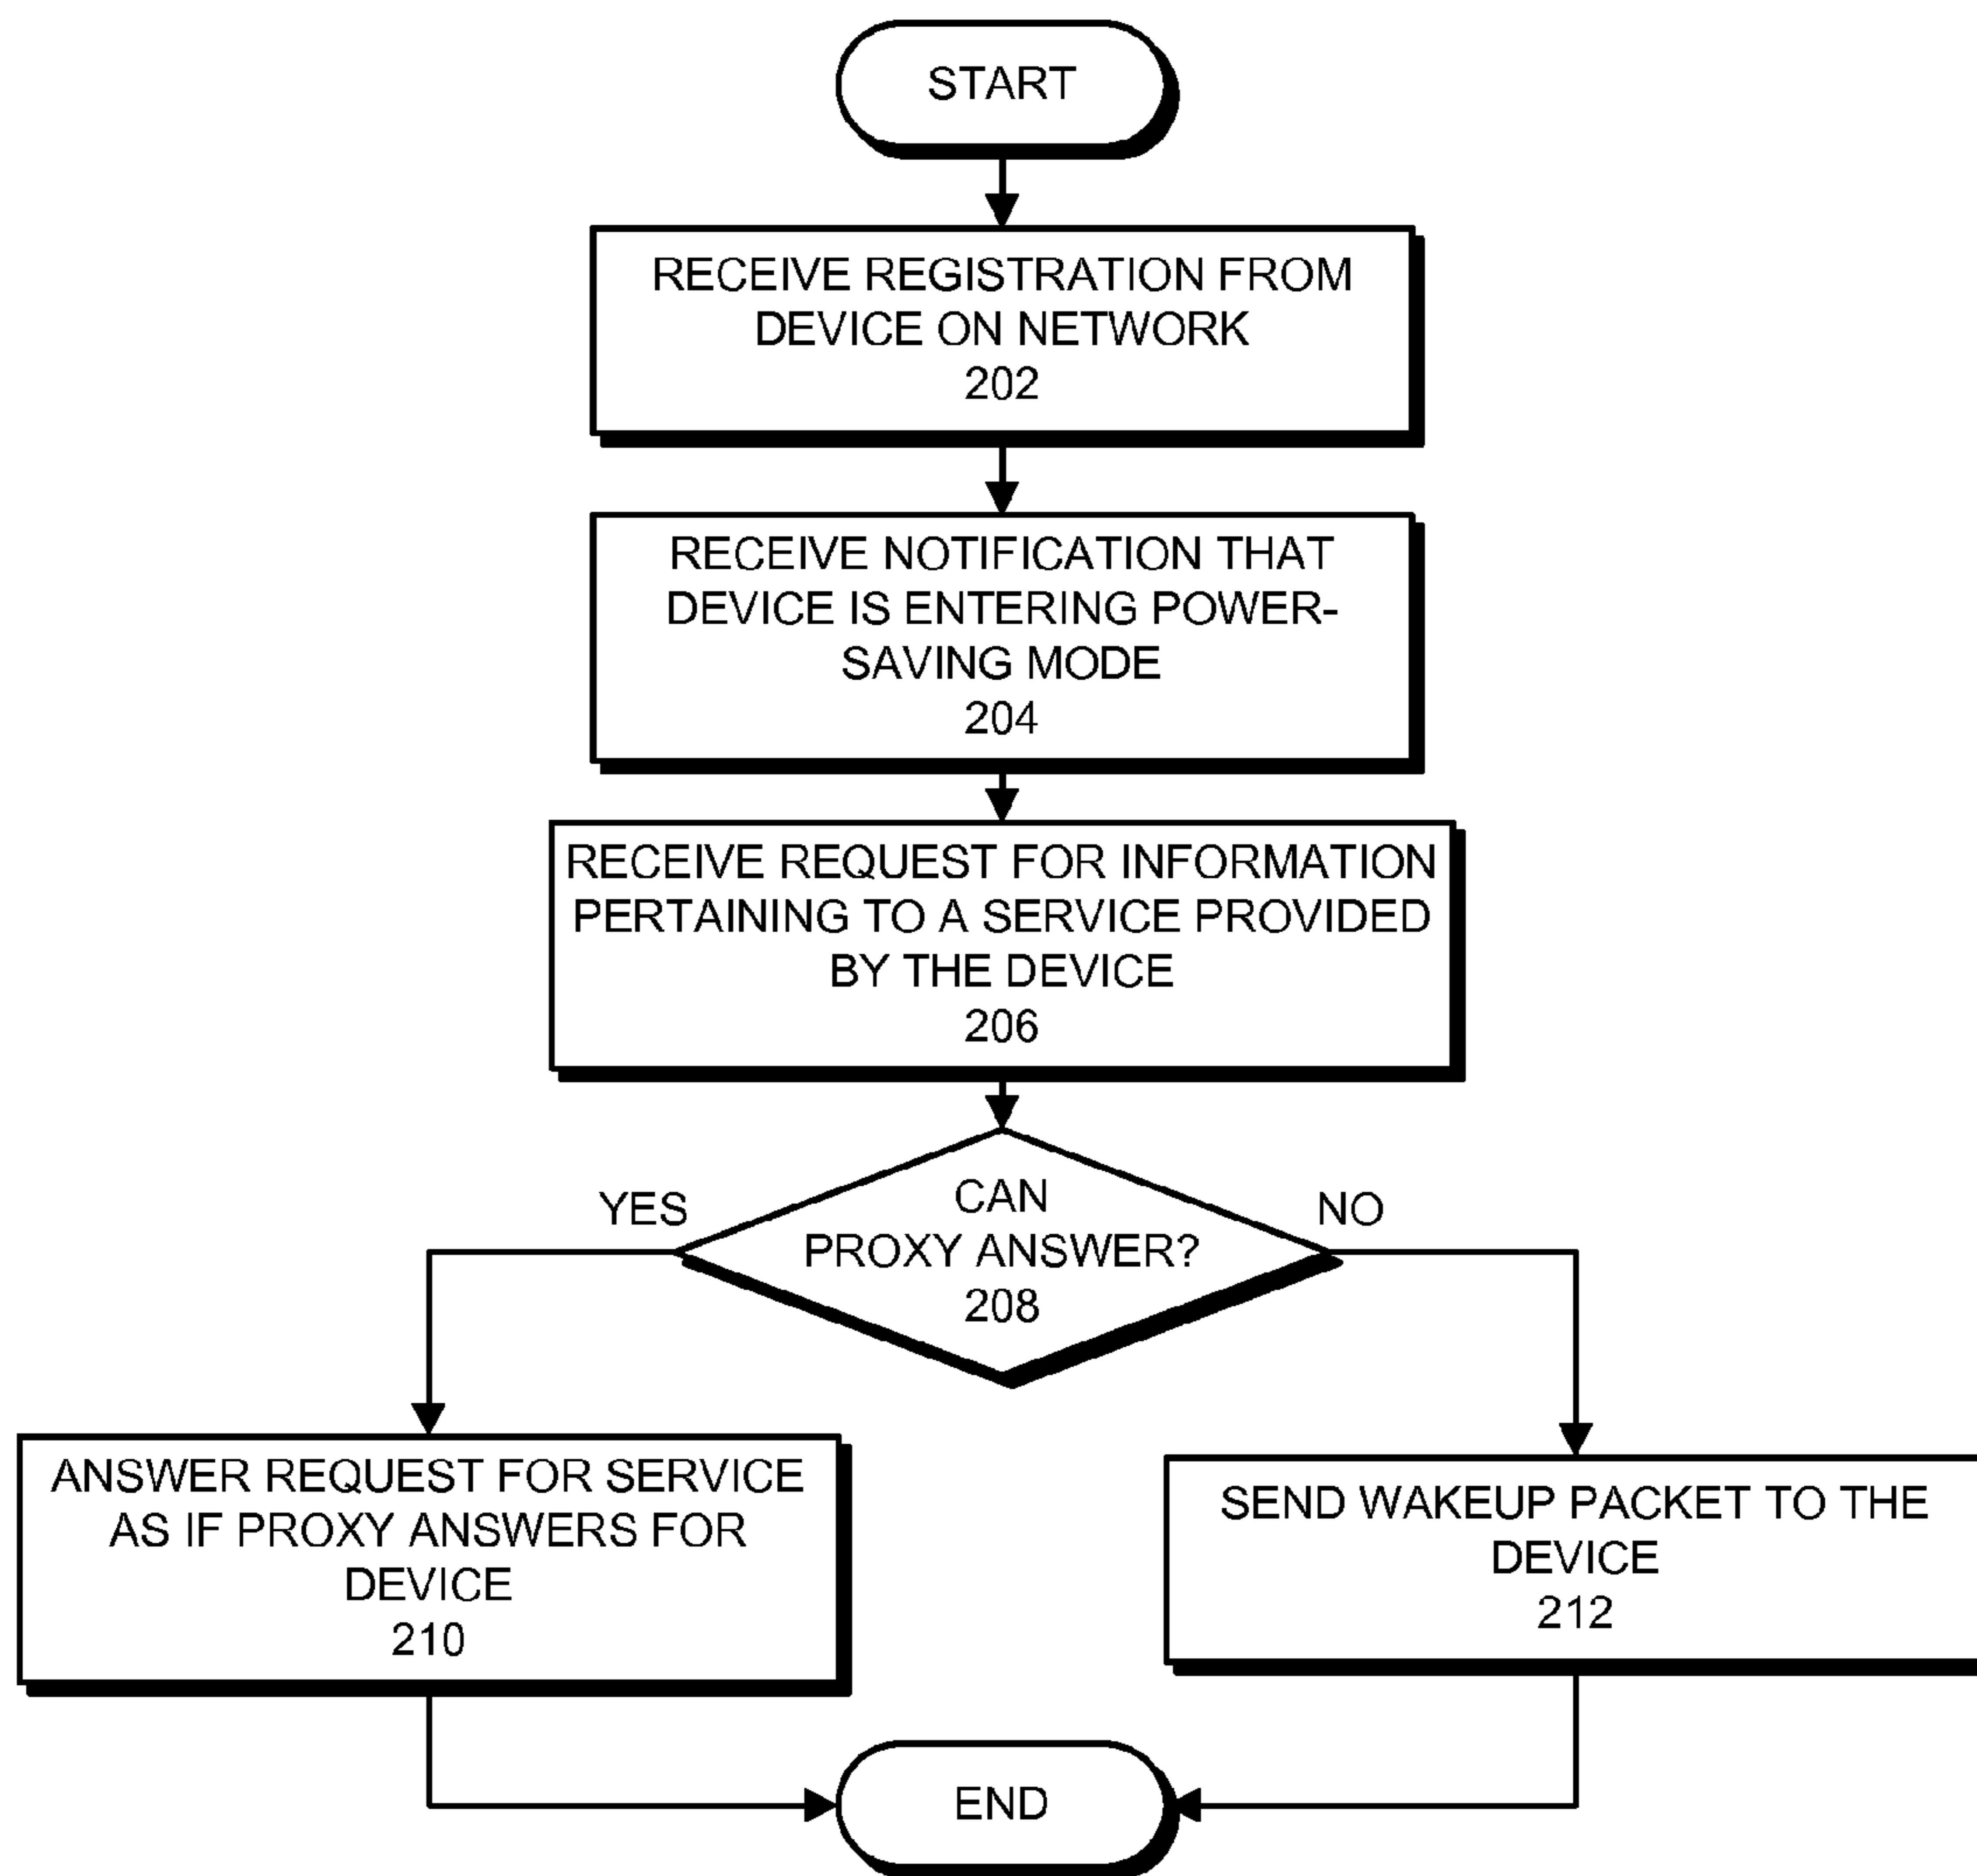 START
RECEIVE REGISTRATION FROM
DEVICE ON NETWORK
202
RECEIVE NOTIFICATION THAT
DEVICE IS ENTERING POWER-
SAVING MODE
204
RECEIVE REQUEST FOR INFORMATION
PERTAINING TO A SERVICE PROVIDED
BY THE DEVICE
206
CAN
PROXY ANSWER?
208
YES
NO
ANSWER REQUEST FOR SERVICE
AS IF PROXY ANSWERS FOR
DEVICE
210
SEND WAKEUP PACKET TO THE
DEVICE
212
END